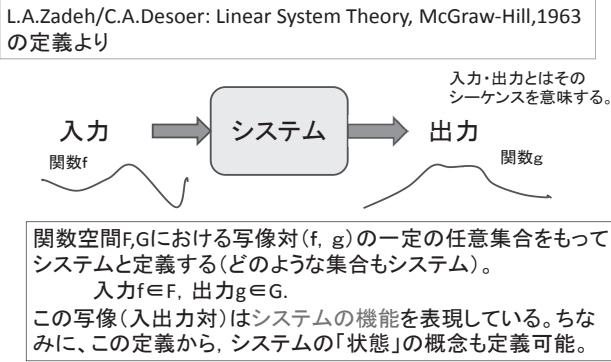 L.A.Zadeh/C.A.Desoer: Linear System Theory, McGraw-Hill,1963
の定義より
入力・出力とはその
シーケンスを意味する。
入力
システム
出力
関数f
関数g
関数空間F,Gにおける写像対(f, g)の一定の任意集合をもって
システムと定義する(どのような集合もシステム)。
入力f∈F, 出力g∈G.
この写像(入出力対)はシステムの機能を表現している。ちな
みに、この定義から, システムの「状態」の概念も定義可能。